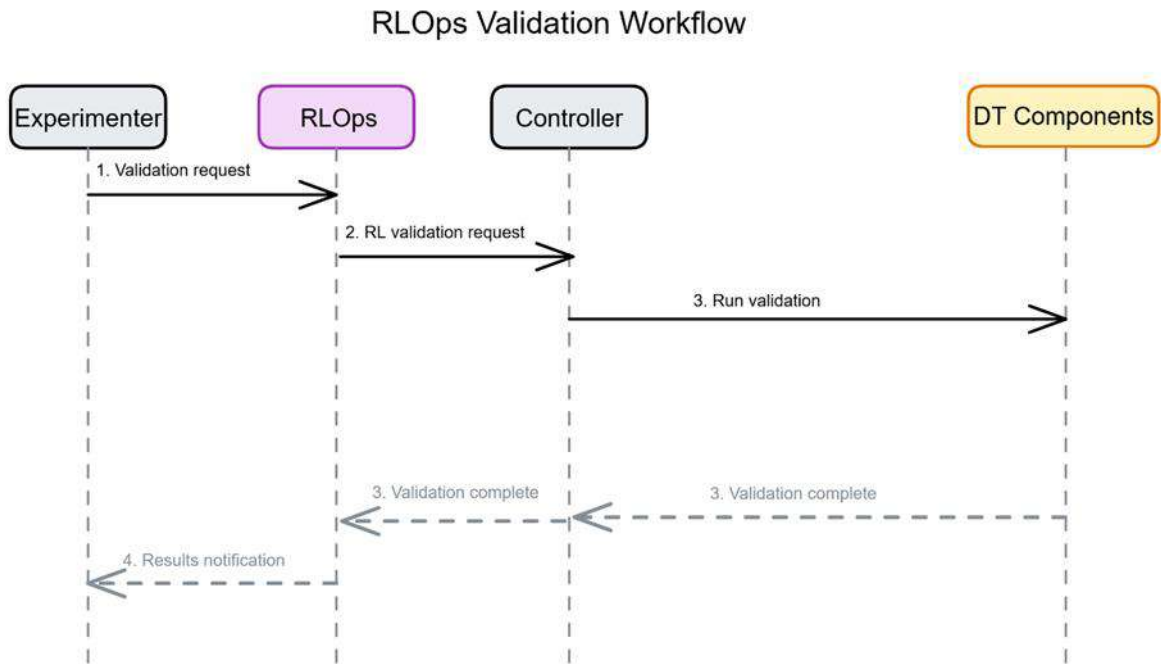 RLOps Validation Workflow
Experimenter
RLOps
Controller
DT Components
1. Validation request
2. RL validation request
3. Run validation
3. Validation complete
3. Validation complete
4. Results notification